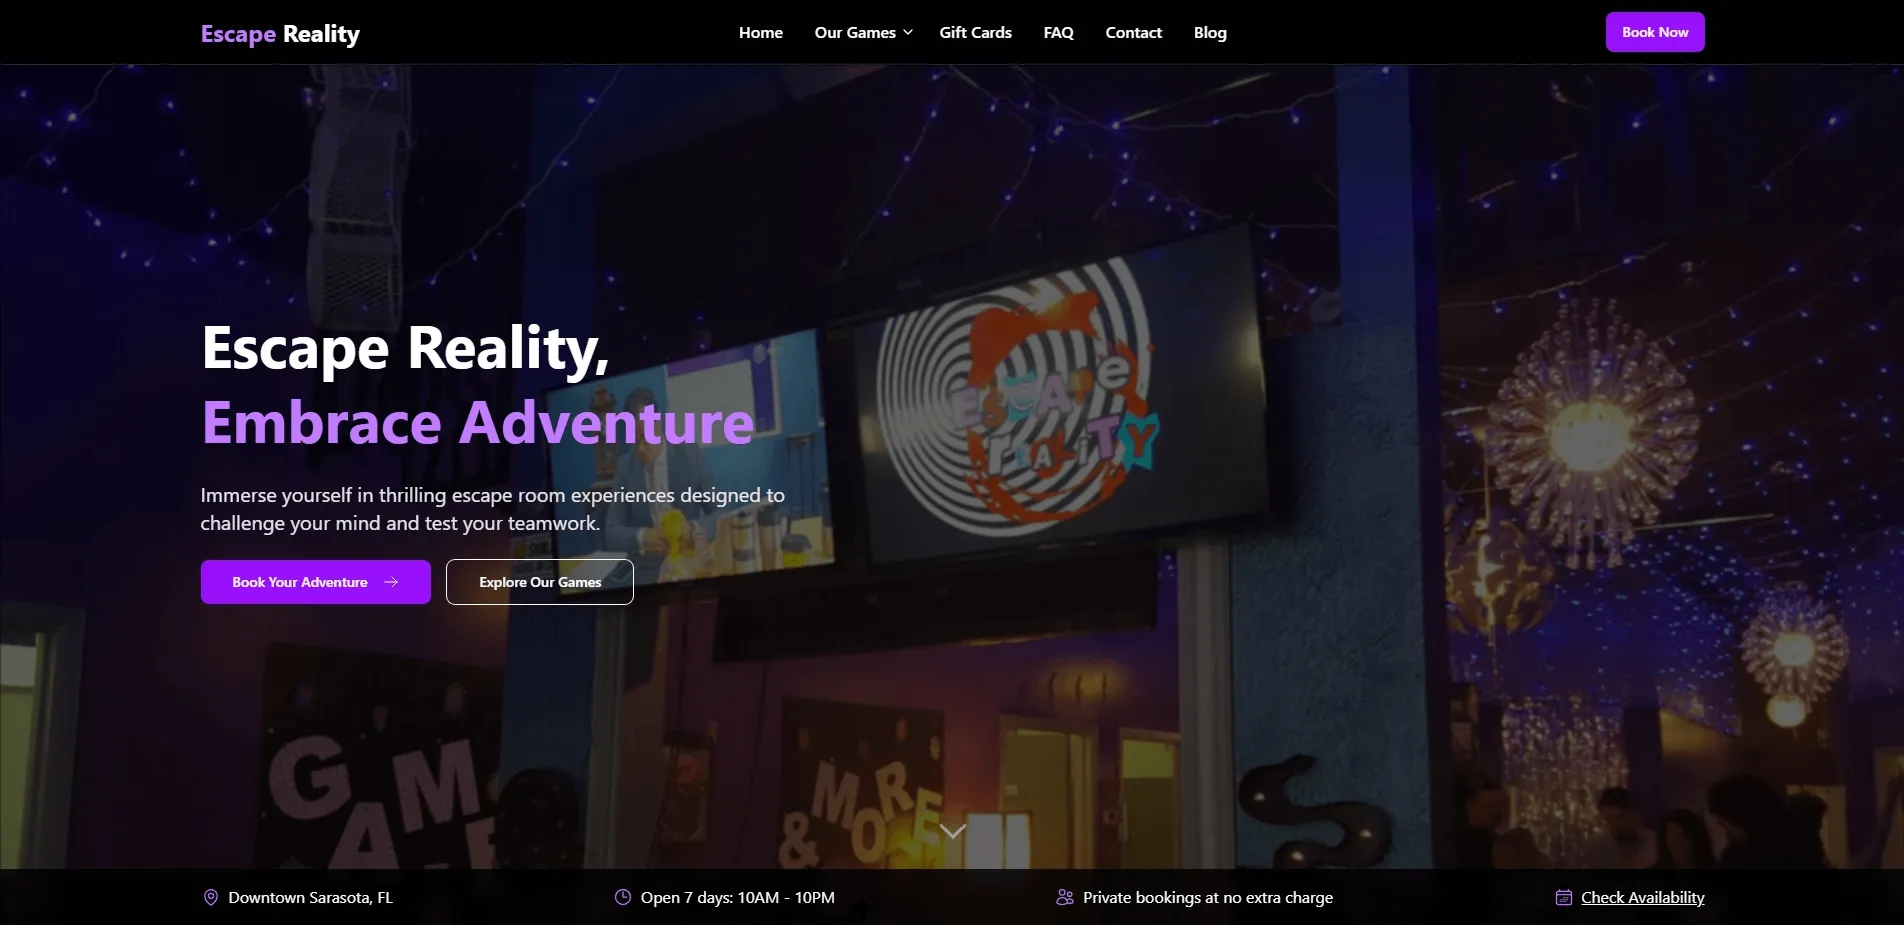 Escape Reality
Home
Our Games
Gift Cards
FAQ
Contact
Blog
Book Now
ESCAPE
REALITY
Escape Reality,
Embrace Adventure
Immerse yourself in thrilling escape room experiences designed to
challenge your mind and test your teamwork.
Book Your Adventure
Explore Our Games
GAME
& MORE
Downtown Sarasota, FL
Open 7 days: 10AM - 10PM
Private bookings at no extra charge
Check Availability